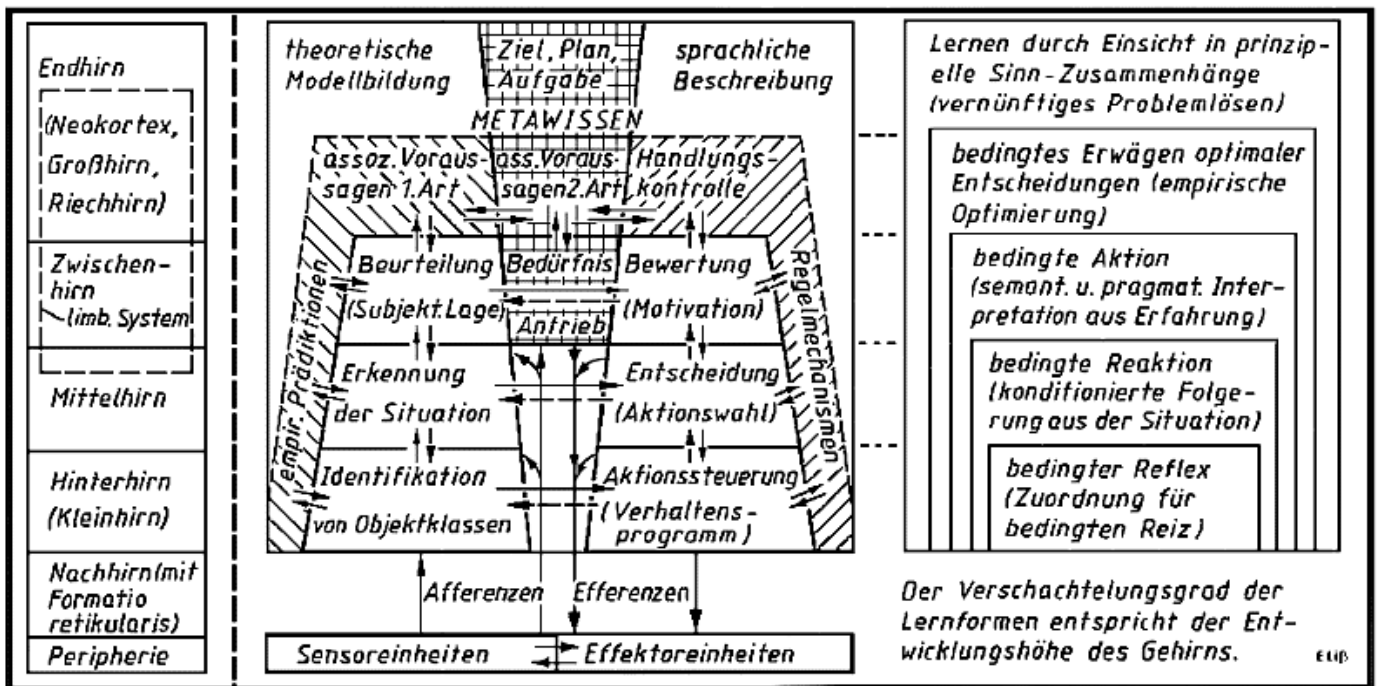 Endhirn
(Neokortex,
Großhirn,
Riechhirn)
Zwischen-
hirn
limb. System
Mittelhirn
Hinterhirn
(Kleinhirn)
Nachhirn (mit
Formatio
retikularis)
Peripherie
theoretische
Modellbildung
Ziel, Plan,
Aufgabe
sprachliche
Beschreibung
METAWISSEN
assoz. Voraus-
sagen 1. Art
ass. Voraus-
sagen 2. Art
Handlungs-
kontrolle
empir. Prädiktionen
Beurteilung
(Subjekt. Lage)
Bedürfnis
Antrieb
Bewertung
(Motivation)
Regelmechanismen
Erkennung
der Situation
Entscheidung
(Aktionswahl)
Identifikation
von Objektklassen
Aktionssteuerung
(Verhaltens-
programm)
Afferenzen
Efferenzen
Sensoreinheiten
Effektoreinheiten
Lernen durch Einsicht in prinzip-
elle Sinn-Zusammenhänge
(vernünftiges Problemlösen)
bedingtes Erwägen optimaler
Entscheidungen (empirische
Optimierung)
bedingte Aktion
(semant. u. pragmat. Inter-
pretation aus Erfahrung)
bedingte Reaktion
(konditionierte Folge-
rung aus der Situation)
bedingter Reflex
(Zuordnung für
bedingten Reiz)
Der Verschachtelungsgrad der
Lernformen entspricht der Ent-
wicklungshöhe des Gehirns.